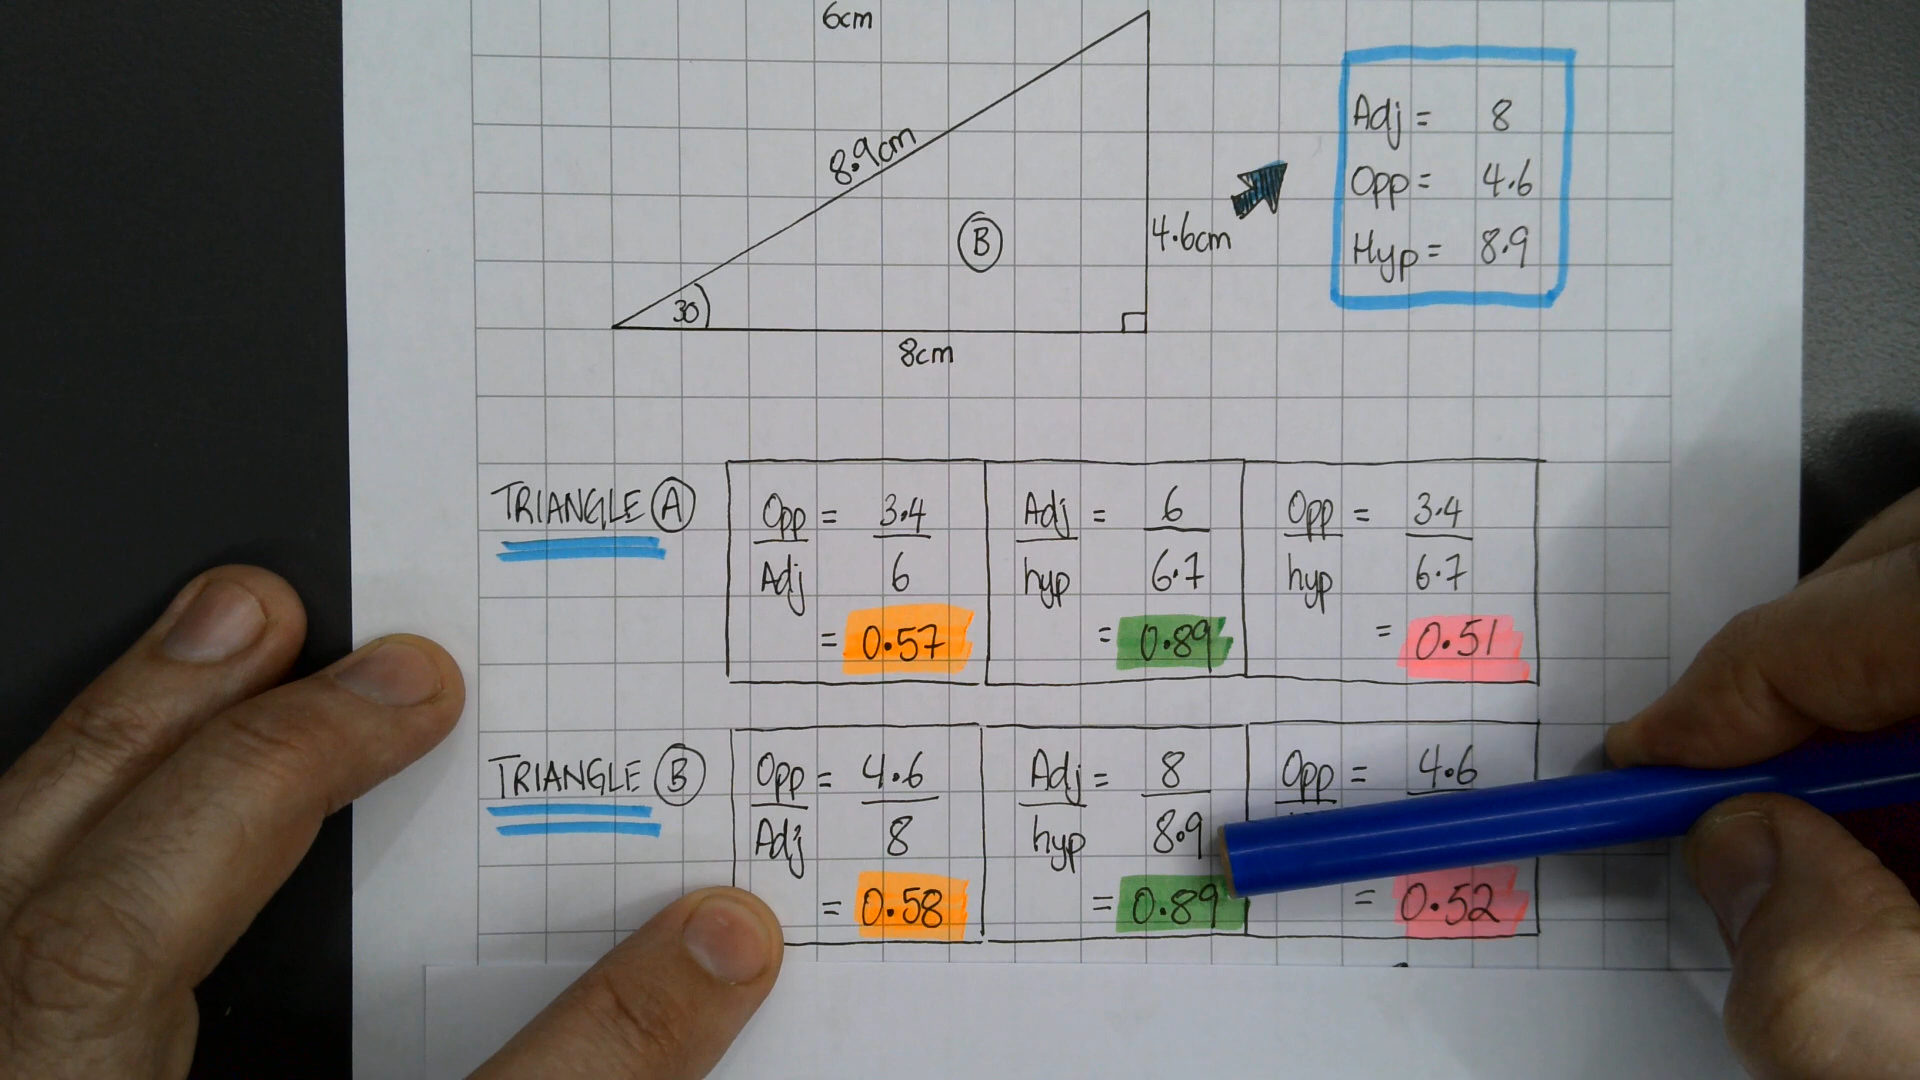 6cm
8.9cm
B
4.6cm
30
8cm
Adj = 8
Opp = 4.6
Hyp = 8.9
TRIANGLE A
Opp = 3.4
Adj 6
= 0.57
Adj = 6
hyp 6.7
= 0.89
Opp = 3.4
hyp 6.7
= 0.51
TRIANGLE B
Opp = 4.6
Adj 8
= 0.58
Adj = 8
hyp 8.9
= 0.89
Opp = 4.6
= 0.52